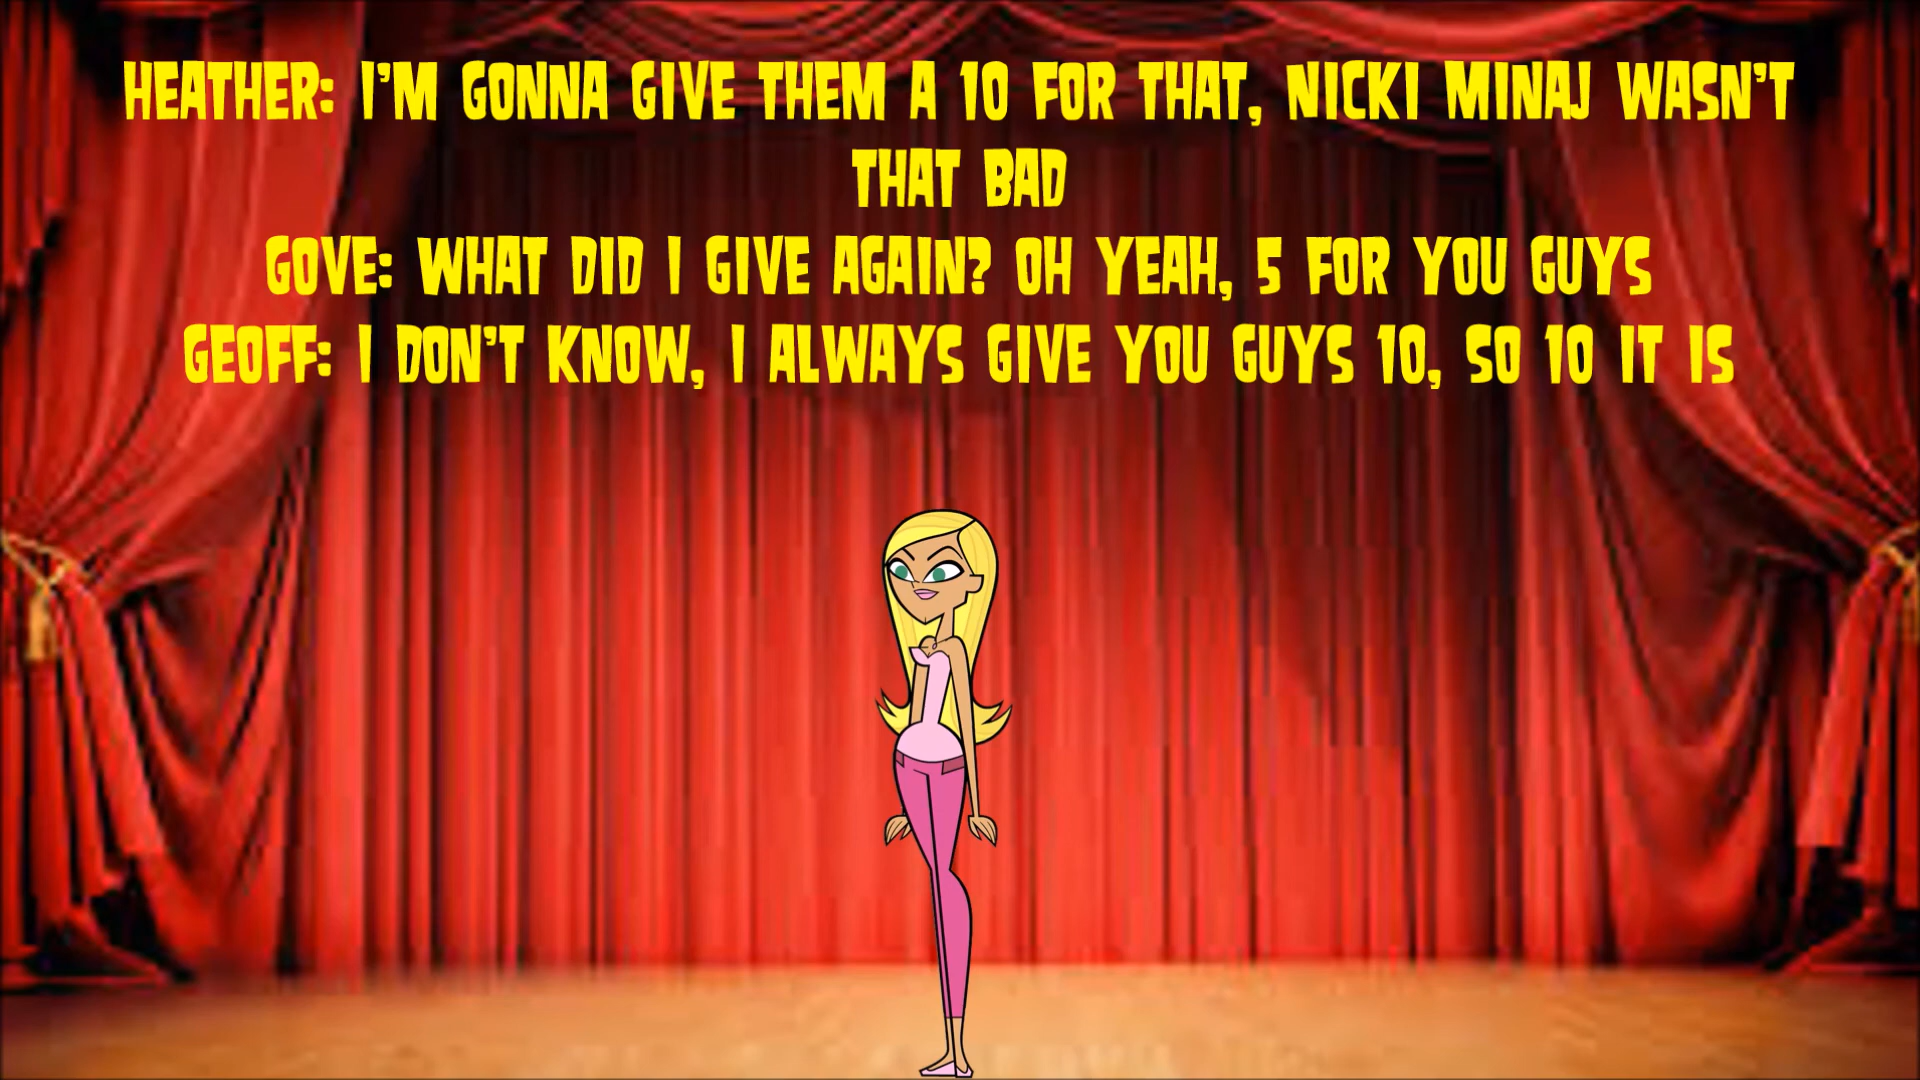 HEATHER: I'M GONNA GIVE THEM A 10 FOR THAT, NICKI MINAJ WASN'T
THAT BAD
GOVE: WHAT DID I GIVE AGAIN? OH YEAH, 5 FOR YOU GUYS
GEOFF: I DON'T KNOW, I ALWAYS GIVE YOU GUYS 10, SO 10 IT IS